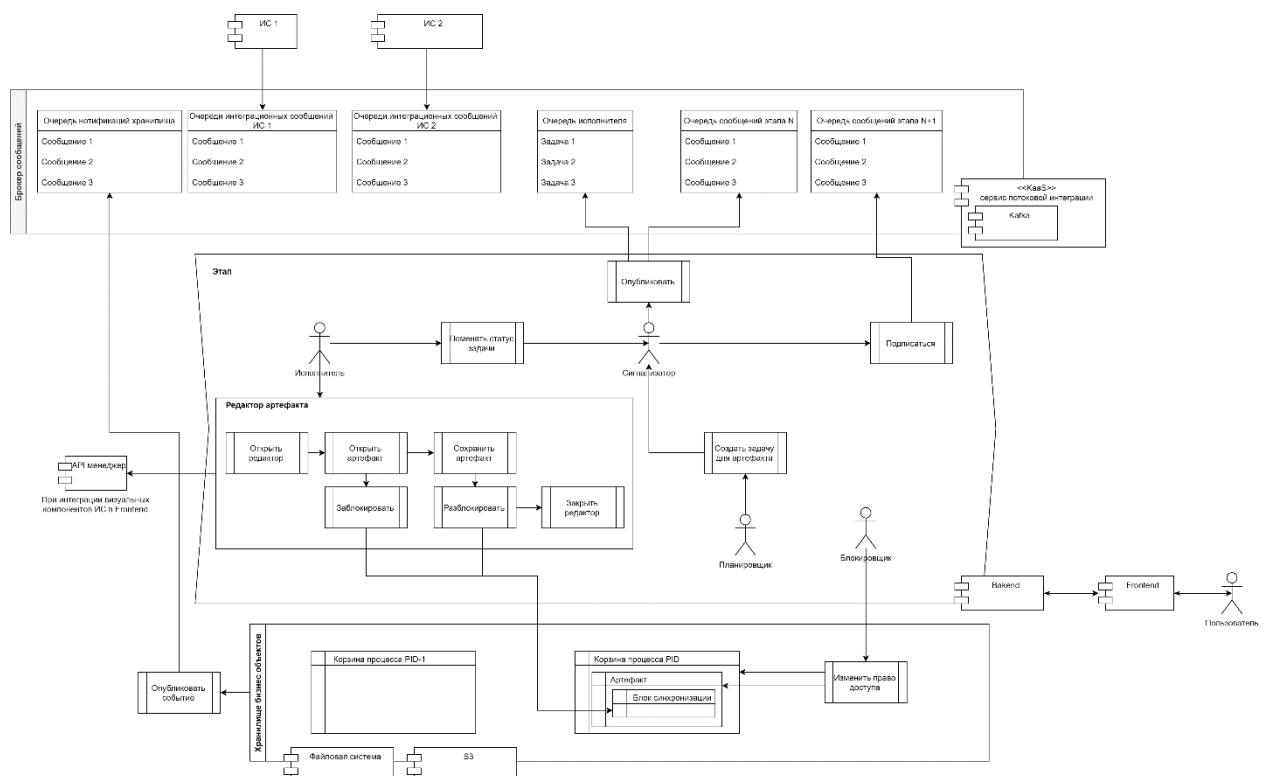 ИС 1
ИС 2
Брокер сообщений
Очередь нотификаций хранилища
Сообщение 1
Сообщение 2
Сообщение 3
Очереди интеграционных сообщений
ИС 1
Сообщение 1
Сообщение 2
Сообщение 3
Очереди интеграционных сообщений
ИС 2
Сообщение 1
Сообщение 2
Сообщение 3
Очередь исполнителя
Задача 1
Задача 2
Задача 3
Очередь сообщений этапа N
Сообщение 1
Сообщение 2
Сообщение 3
Очередь сообщений этапа N+1
Сообщение 1
Сообщение 2
Сообщение 3
<<KaaS>>
сервис потоковой интеграции
Kafka
Этап
Опубликовать
Исполнитель
Поменять статус
задачи
Сигнализатор
Подписаться
Редактор артефакта
Открыть
редактор
Открыть
артефакт
Сохранить
артефакт
Заблокировать
Разблокировать
Закрыть
редактор
Создать задачу
для артефакта
Планировщик
Блокировщик
API менеджер
При интеграции визуальных
компонентов ИС в Frontend
Bakend
Frontend
Пользователь
Хранилище бизнес объектов
Опубликовать
событие
Корзина процесса PID-1
Корзина процесса PID
Артефакт
Блок синхронизации
Изменить право
доступа
Файловая система
S3